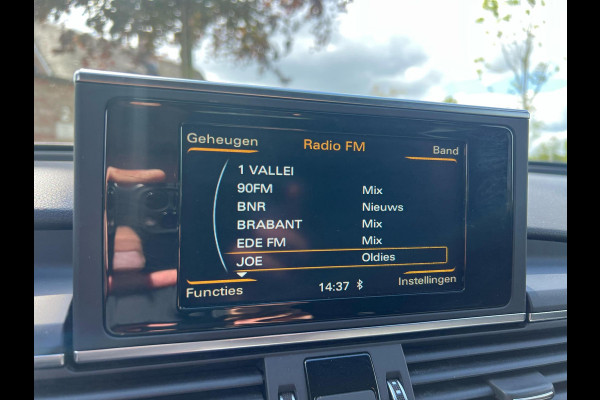 Geheugen Radio FM Band
1 VALLEI
90FM Mix
BNR Nieuws
BRABANT Mix
EDE FM Mix
JOE Oldies
Functies 14:37 Instellingen